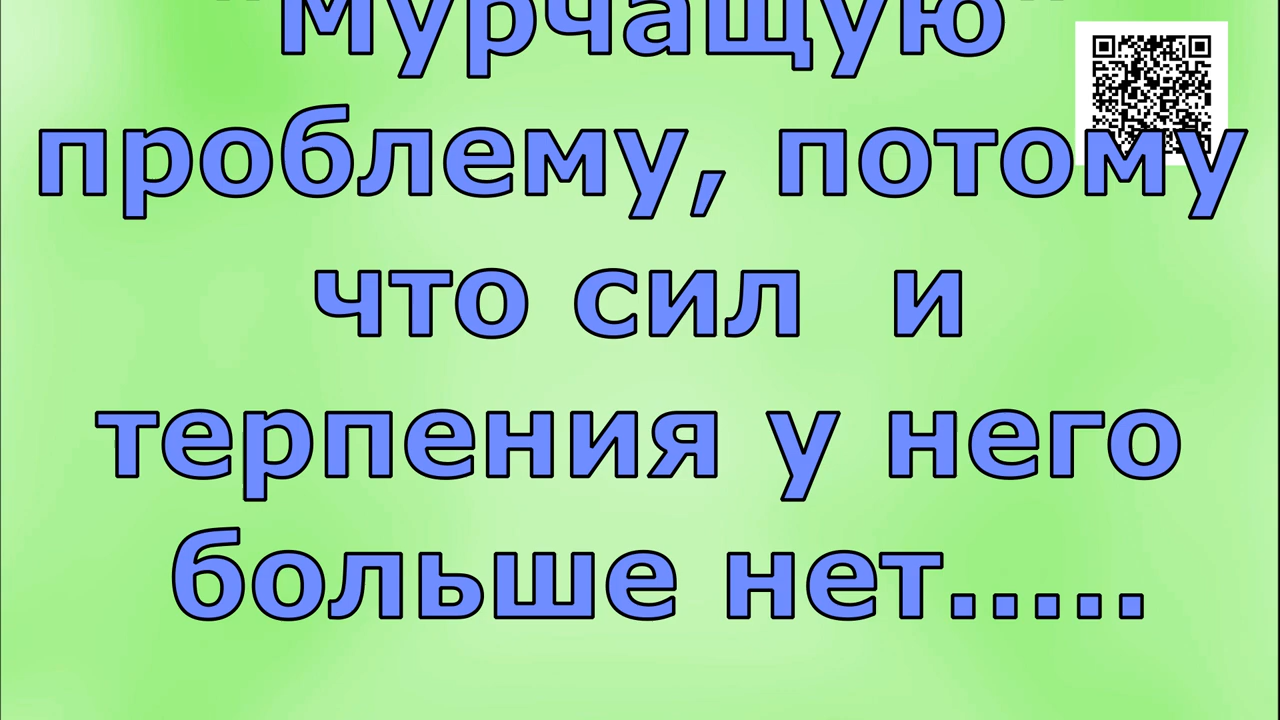 "Мурчащую"
проблему, потому
что сил и
терпения у него
больше нет.....